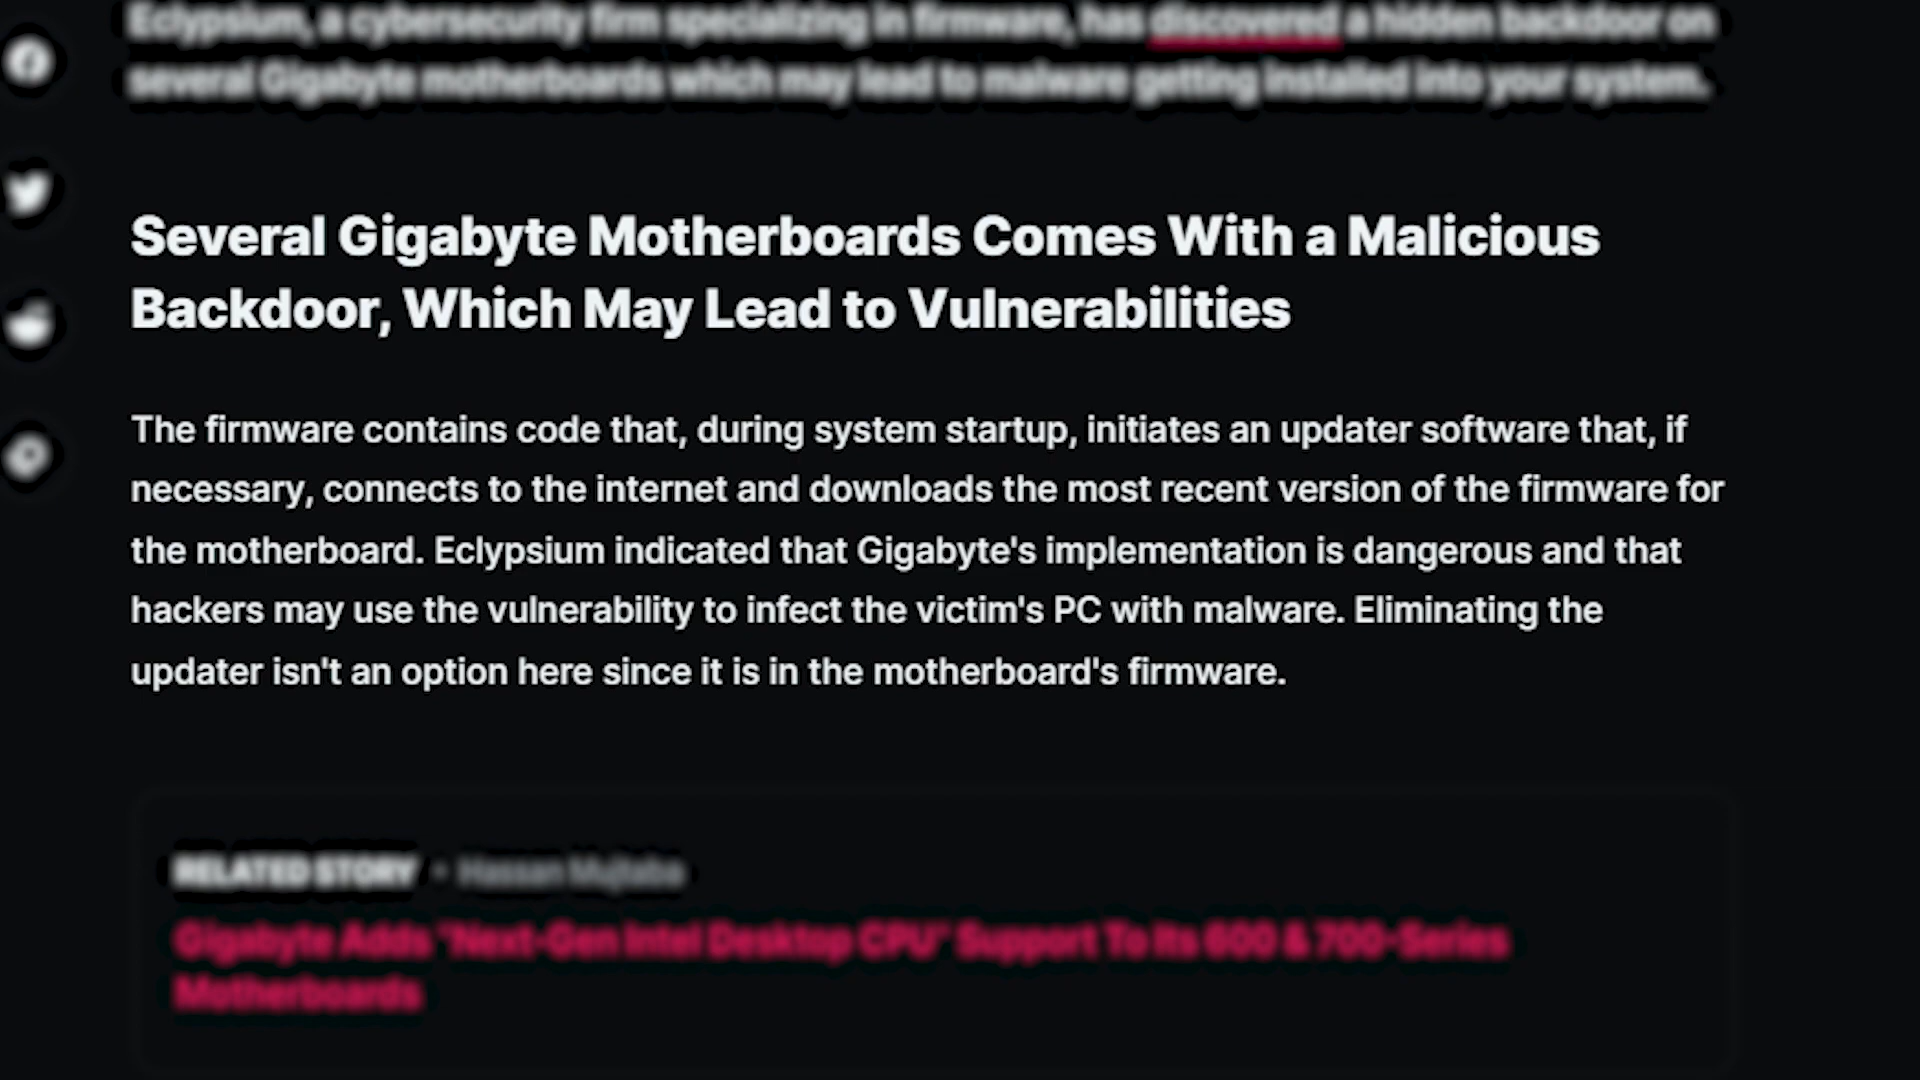 Eclypsium, a cybersecurity firm specializing in firmware, has discovered a hidden backdoor on
several Gigabyte motherboards which may lead to malware getting installed into your system.
Several Gigabyte Motherboards Comes With a Malicious
Backdoor, Which May Lead to Vulnerabilities
The firmware contains code that, during system startup, initiates an updater software that, if
necessary, connects to the internet and downloads the most recent version of the firmware for
the motherboard. Eclypsium indicated that Gigabyte's implementation is dangerous and that
hackers may use the vulnerability to infect the victim's PC with malware. Eliminating the
updater isn't an option here since it is in the motherboard's firmware.
RELATED STORY • Hassan Mujtaba
Gigabyte Adds "Next-Gen Intel Desktop CPU" Support To Its 600 & 700-Series
Motherboards